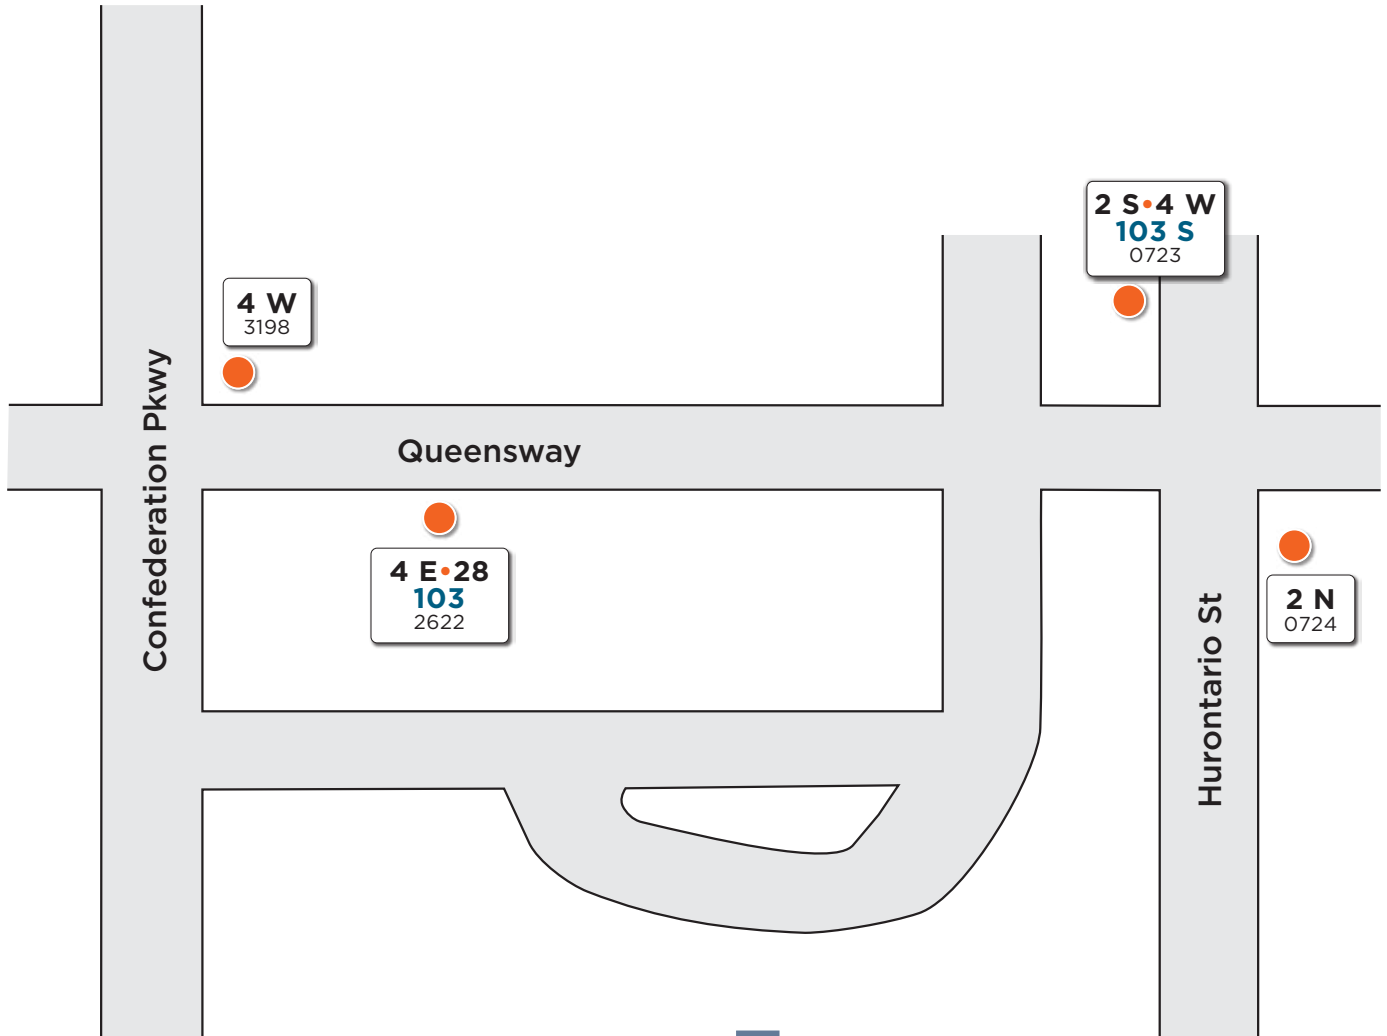 2 S•4 W
103 S
0723
4 W
3198
Confederation Pkwy
Queensway
4 E•28
103
2622
2 N
0724
Hurontario St